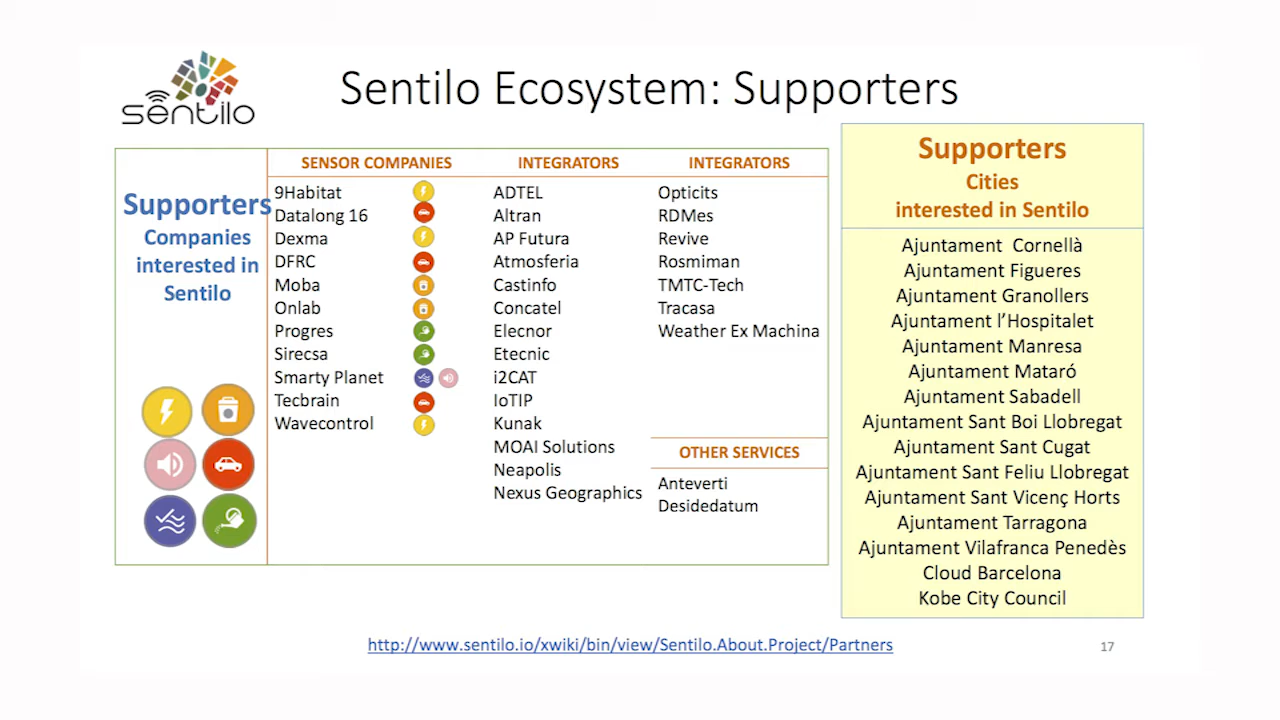 sentilo
Sentilo Ecosystem: Supporters
Supporters
Companies
interested in
Sentilo
SENSOR COMPANIES
9Habitat
Datalong 16
Dexma
DFRC
Moba
Onlab
Progres
Sirecsa
Smarty Planet
Tecbrain
Wavecontrol
INTEGRATORS
ADTEL
Altran
AP Futura
Atmosferia
Castinfo
Concatel
Elecnor
Etecnic
i2CAT
IoTIP
Kunak
MOAI Solutions
Neapolis
Nexus Geographics
INTEGRATORS
Opticits
RDMes
Revive
Rosmiman
TMTC-Tech
Tracasa
Weather Ex Machina
OTHER SERVICES
Anteverti
Desidedatum
Supporters
Cities
interested in Sentilo
Ajuntament Cornellà
Ajuntament Figueres
Ajuntament Granollers
Ajuntament l’Hospitalet
Ajuntament Manresa
Ajuntament Mataró
Ajuntament Sabadell
Ajuntament Sant Boi Llobregat
Ajuntament Sant Cugat
Ajuntament Sant Feliu Llobregat
Ajuntament Sant Vicenç Horts
Ajuntament Tarragona
Ajuntament Vilafranca Penedès
Cloud Barcelona
Kobe City Council
http://www.sentilo.io/xwiki/bin/view/Sentilo.About.Project/Partners
17